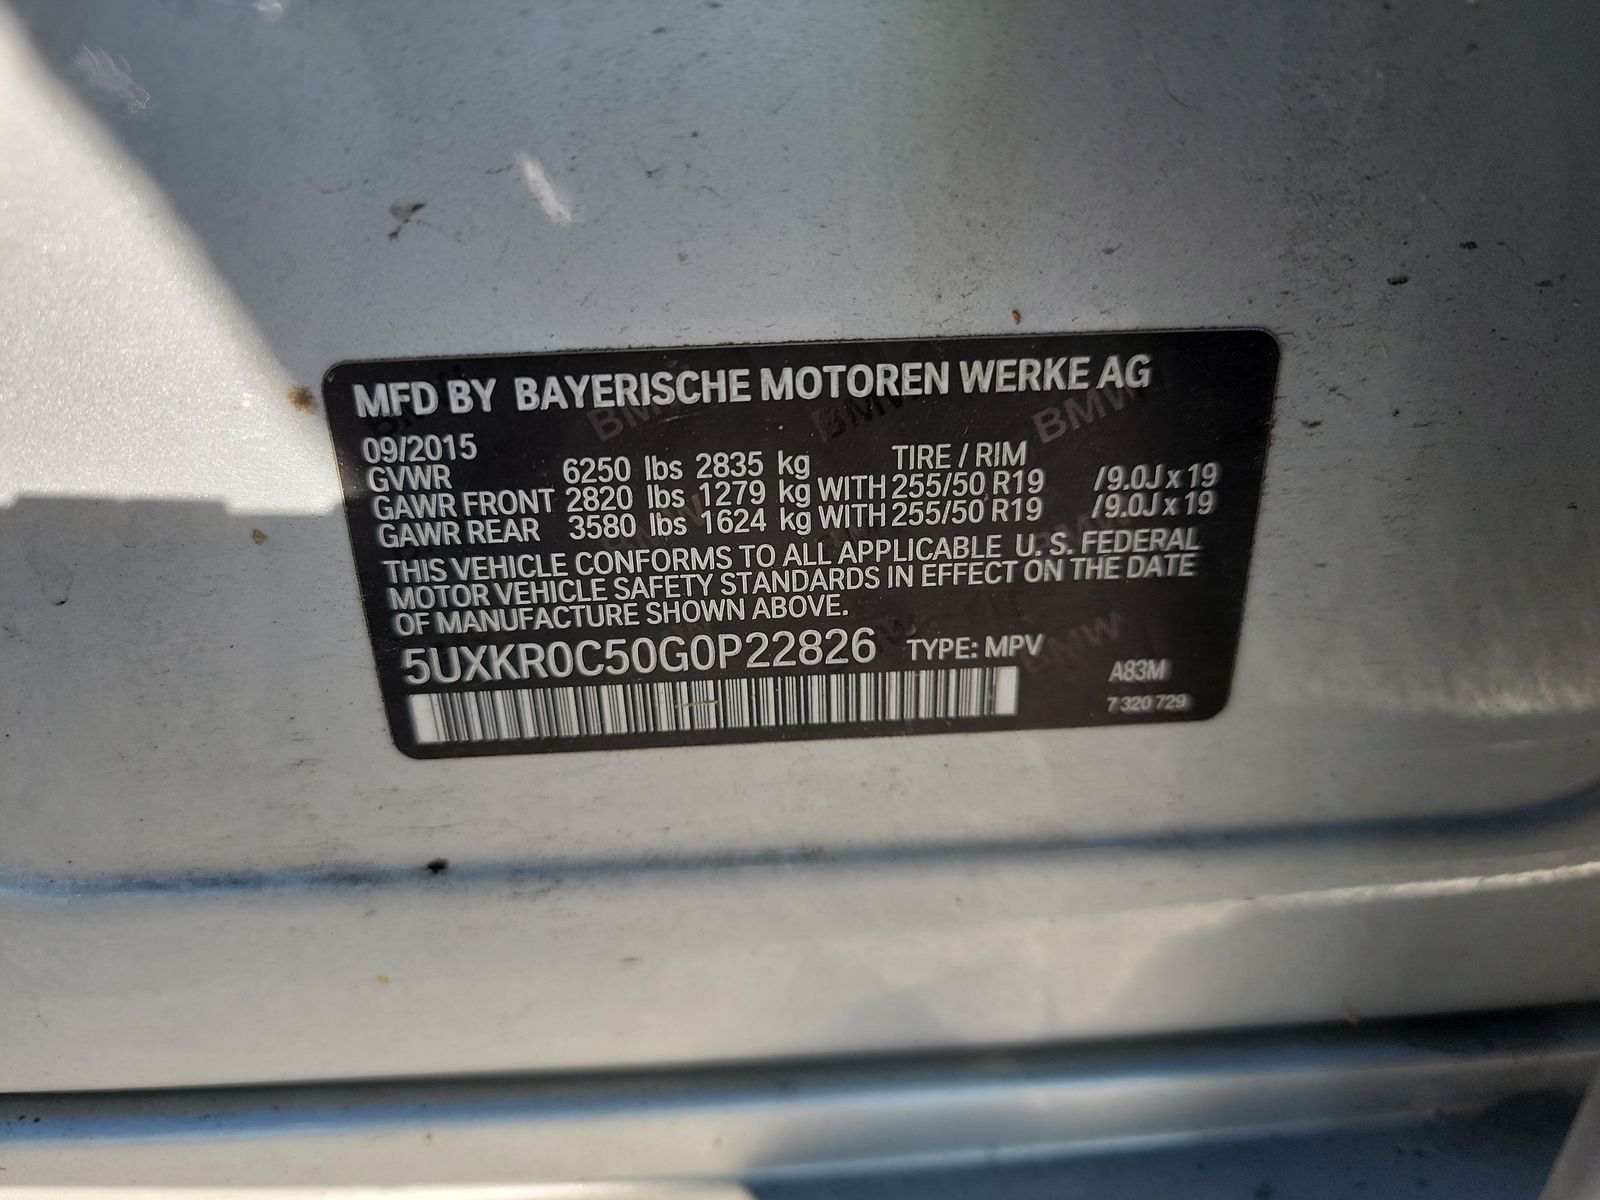 MFD BY BAYERISCHE MOTOREN WERKE AG
09/2015
GVWR 6250 lbs 2835 kg TIRE / RIM
GAWR FRONT 2820 lbs 1279 kg WITH 255/50 R19 /9.0J x 19
GAWR REAR 3580 lbs 1624 kg WITH 255/50 R19 /9.0J x 19
THIS VEHICLE CONFORMS TO ALL APPLICABLE U. S. FEDERAL
MOTOR VEHICLE SAFETY STANDARDS IN EFFECT ON THE DATE
OF MANUFACTURE SHOWN ABOVE.
5UXKR0C50G0P22826 TYPE: MPV
A83M
7 320 729